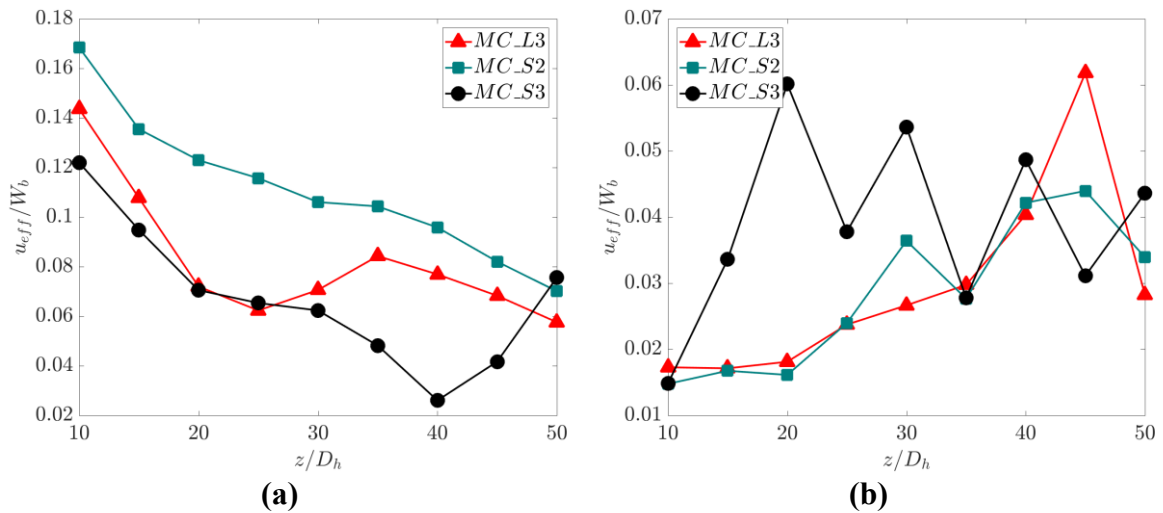 0.18
0.16
0.14
0.12
0.1
0.08
0.06
0.04
0.02
u_eff/W_b
MC_L3
MC_S2
MC_S3
10 20 30 40 50
z/D_h
(a)
0.07
0.06
0.05
0.04
0.03
0.02
0.01
u_eff/W_b
MC_L3
MC_S2
MC_S3
10 20 30 40 50
z/D_h
(b)